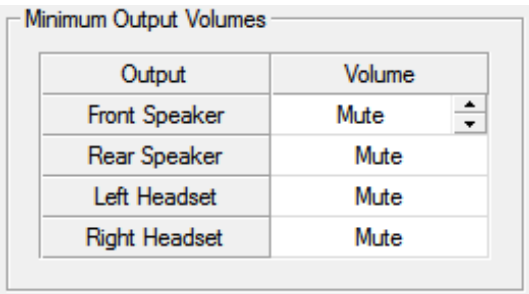 Minimum Output Volumes
Output Volume
Front Speaker Mute
Rear Speaker Mute
Left Headset Mute
Right Headset Mute